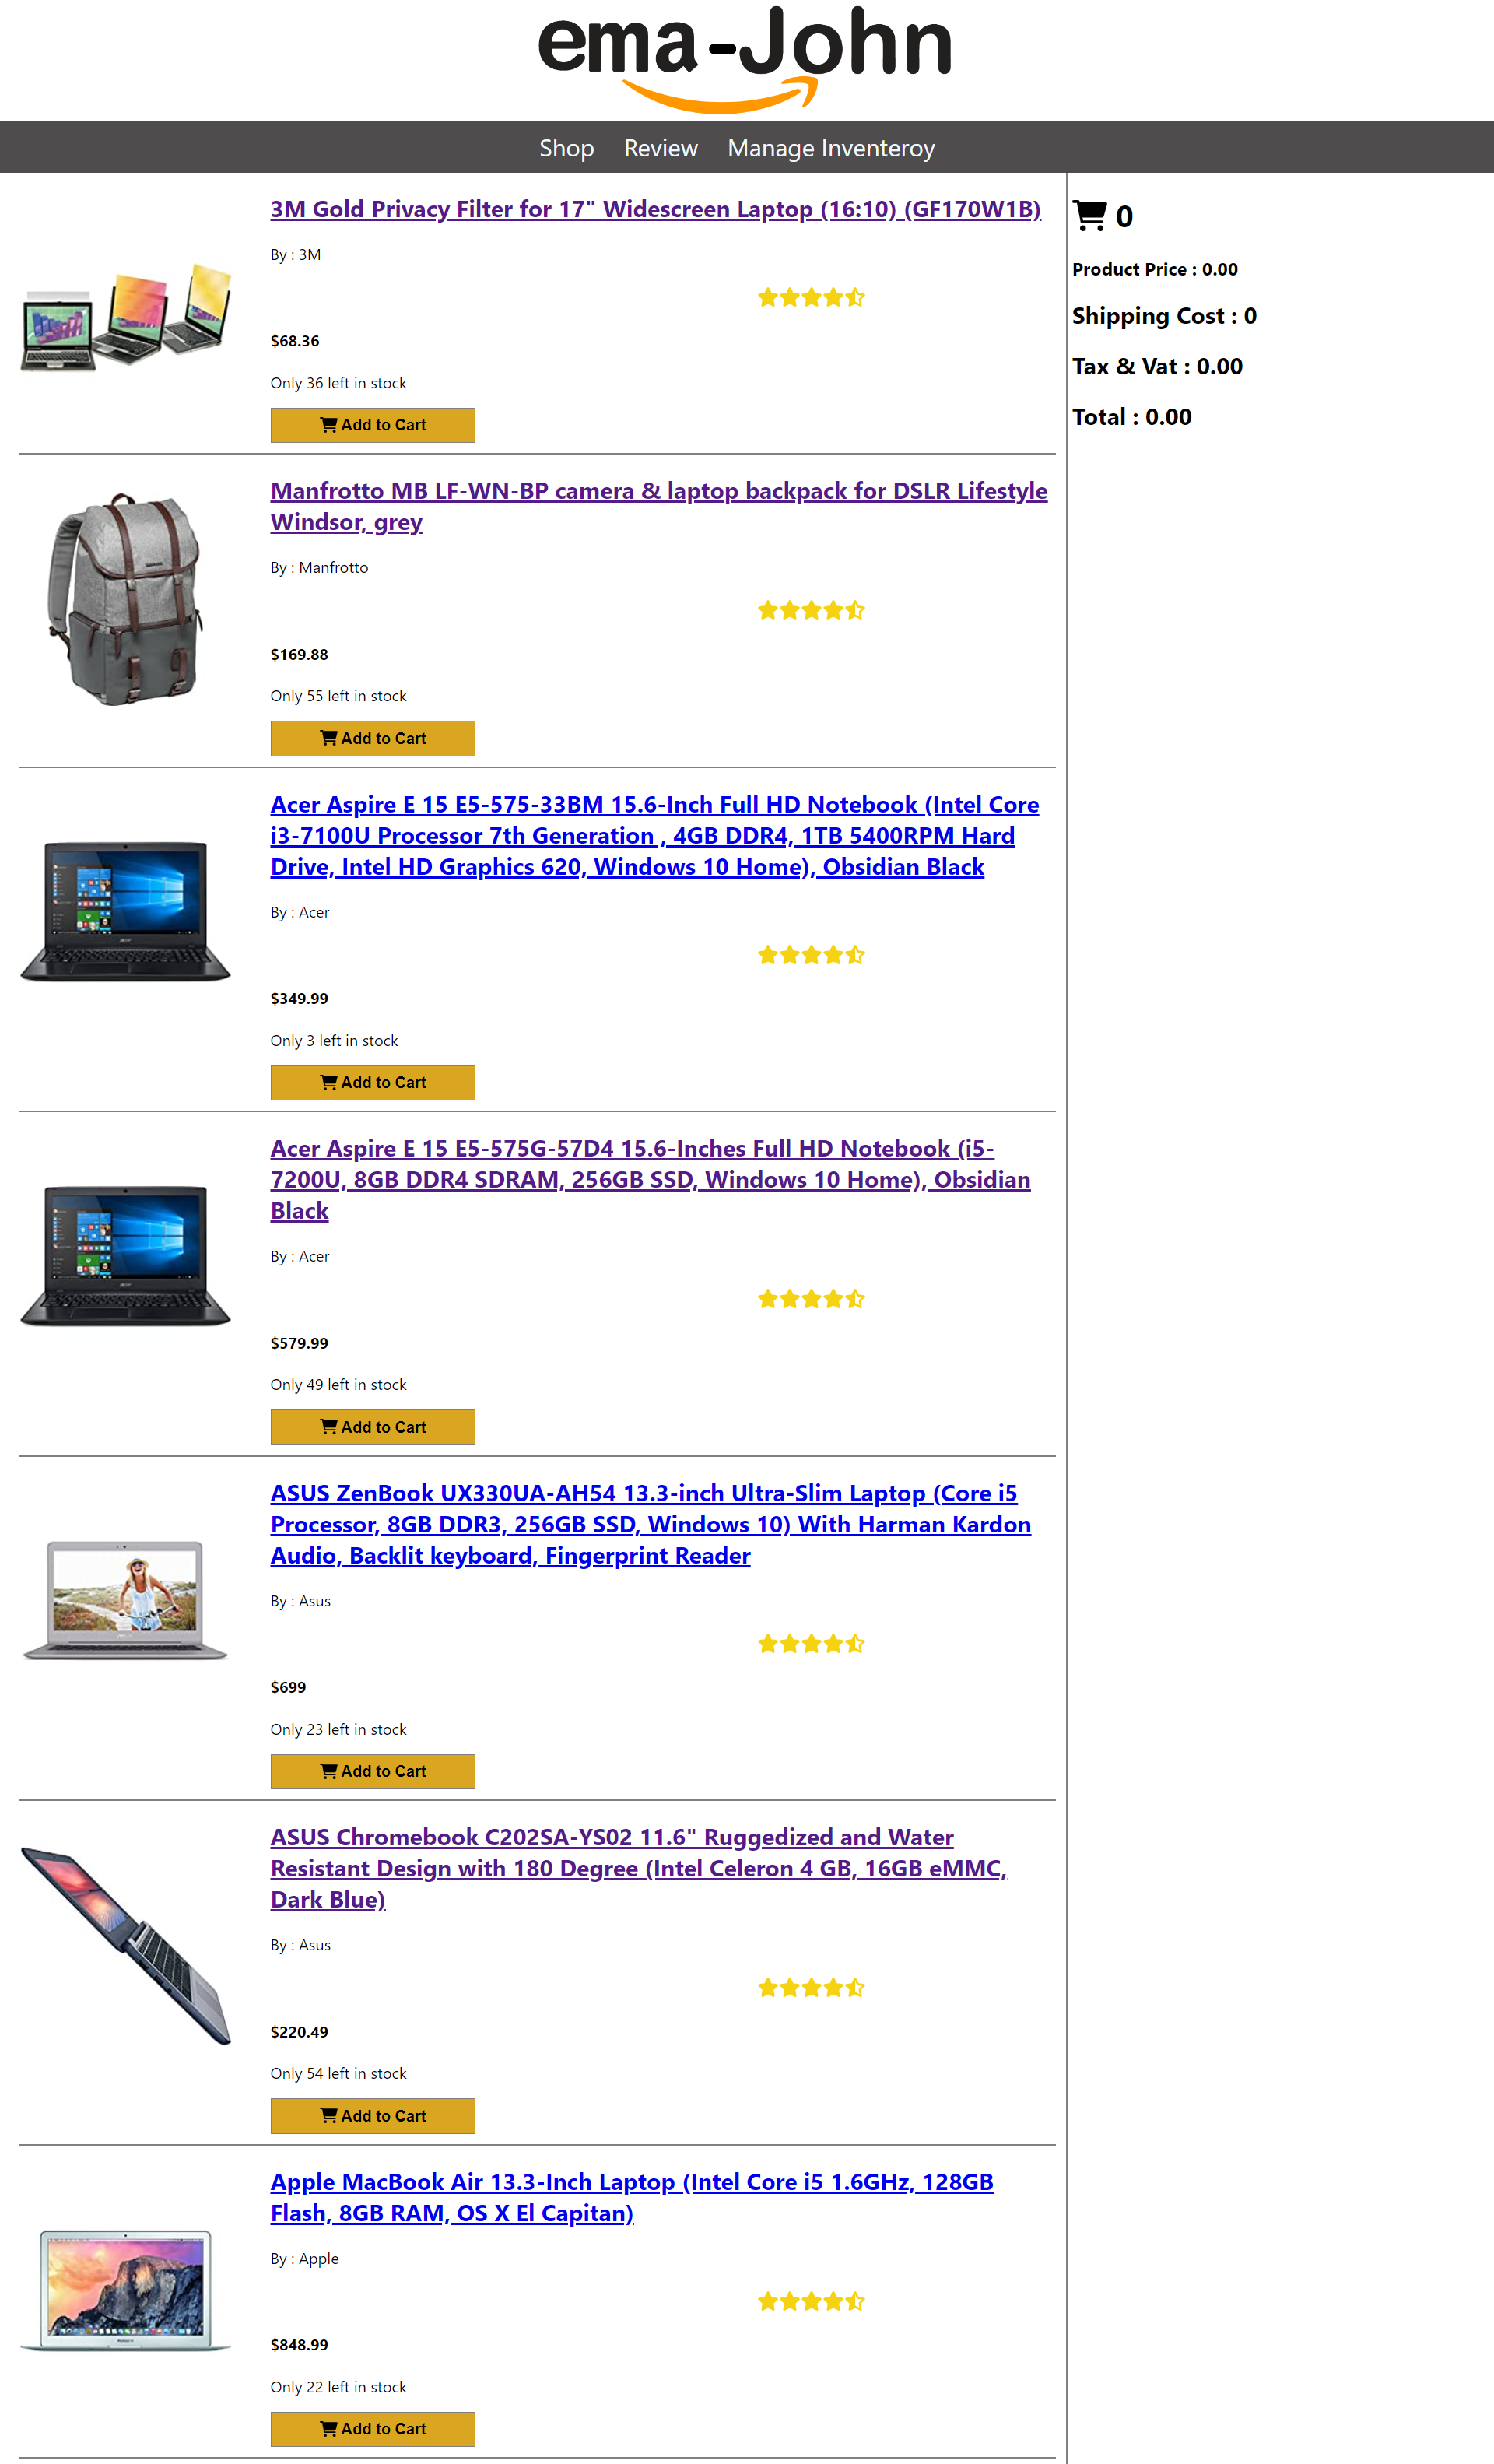 ema-John
Shop Review Manage Inventeroy
3M Gold Privacy Filter for 17" Widescreen Laptop (16:10) (GF170W1B)
By : 3M
$68.36
Only 36 left in stock
Add to Cart
Manfrotto MB LF-WN-BP camera & laptop backpack for DSLR Lifestyle
Windsor, grey
By : Manfrotto
$169.88
Only 55 left in stock
Add to Cart
Acer Aspire E 15 E5-575-33BM 15.6-Inch Full HD Notebook (Intel Core
i3-7100U Processor 7th Generation , 4GB DDR4, 1TB 5400RPM Hard
Drive, Intel HD Graphics 620, Windows 10 Home), Obsidian Black
By : Acer
$349.99
Only 3 left in stock
Add to Cart
Acer Aspire E 15 E5-575G-57D4 15.6-Inches Full HD Notebook (i5-
7200U, 8GB DDR4 SDRAM, 256GB SSD, Windows 10 Home), Obsidian
Black
By : Acer
$579.99
Only 49 left in stock
Add to Cart
ASUS ZenBook UX330UA-AH54 13.3-inch Ultra-Slim Laptop (Core i5
Processor, 8GB DDR3, 256GB SSD, Windows 10) With Harman Kardon
Audio, Backlit keyboard, Fingerprint Reader
By : Asus
$699
Only 23 left in stock
Add to Cart
ASUS Chromebook C202SA-YS02 11.6" Ruggedized and Water
Resistant Design with 180 Degree (Intel Celeron 4 GB, 16GB eMMC,
Dark Blue)
By : Asus
$220.49
Only 54 left in stock
Add to Cart
Apple MacBook Air 13.3-Inch Laptop (Intel Core i5 1.6GHz, 128GB
Flash, 8GB RAM, OS X El Capitan)
By : Apple
$848.99
Only 22 left in stock
Add to Cart
0
Product Price : 0.00
Shipping Cost : 0
Tax & Vat : 0.00
Total : 0.00